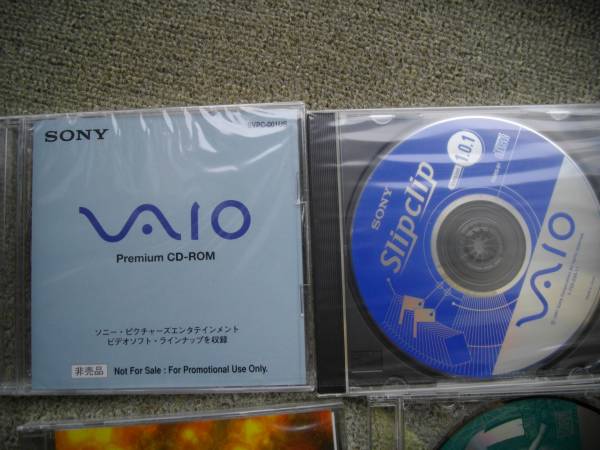 SONY
VAIO
Premium CD-ROM
ソニー・ピクチャーズエンタテインメント
ビデオソフト・ラインナップを収録
非売品 Not For Sale : For Promotional Use Only.
SONY
Slipclip
1.0.1
VAIO